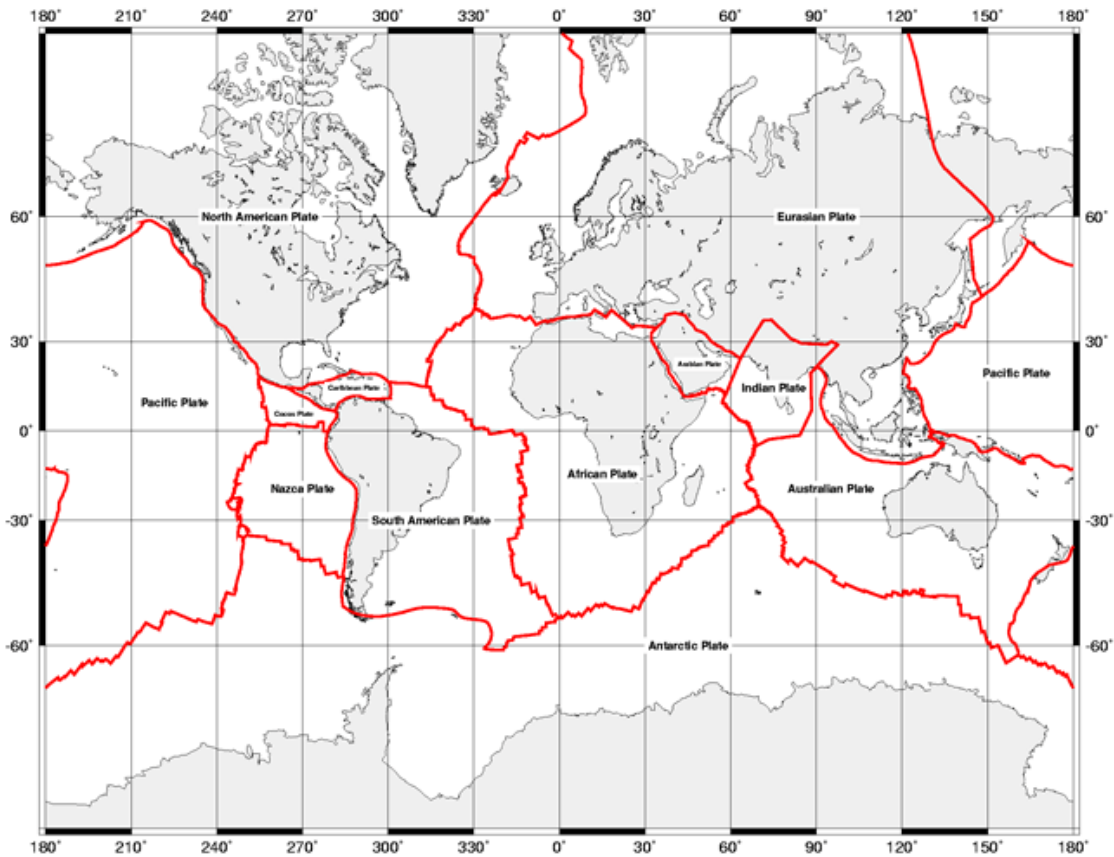 180° 210° 240° 270° 300° 330° 0° 30° 60° 90° 120° 150° 180°
60° North American Plate Eurasian Plate 60°
30° 30°
Arabian Plate
Pacific Plate
Caribbean Plate Indian Plate
Pacific Plate
Cocos Plate
0° 0°
African Plate
Nazca Plate Australian Plate
-30° South American Plate -30°
-60° Antarctic Plate -60°
180° 210° 240° 270° 300° 330° 0° 30° 60° 90° 120° 150° 180°